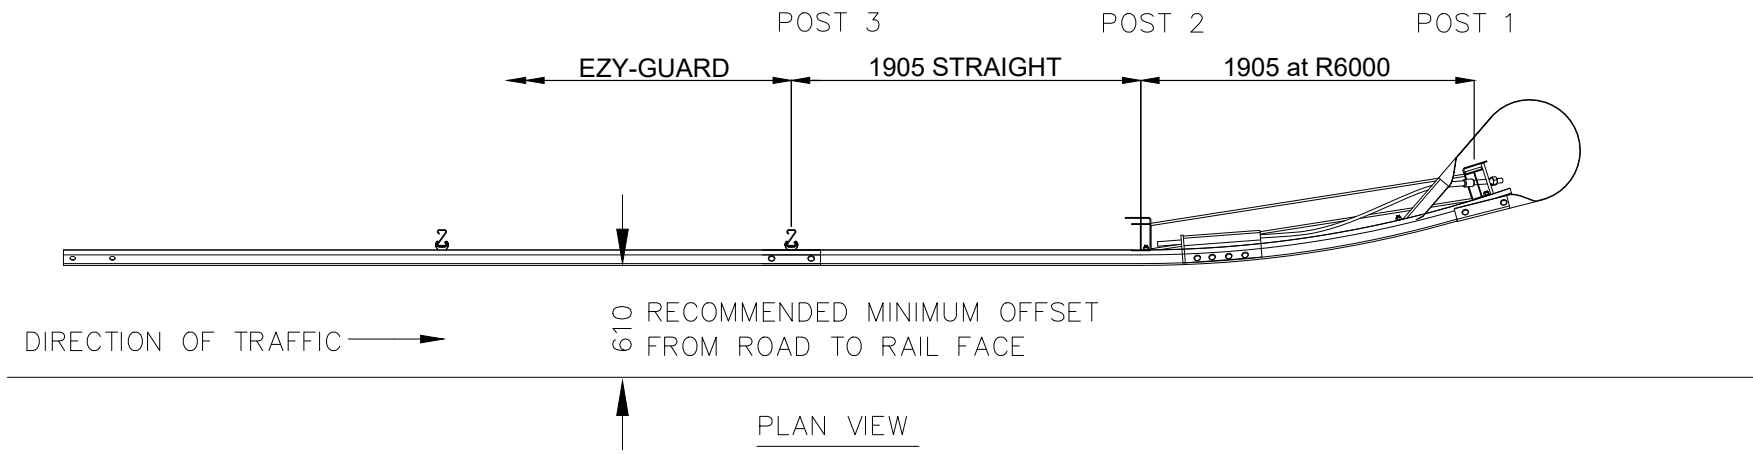 POST 3
POST 2
POST 1
EZY-GUARD
1905 STRAIGHT
1905 at R6000
610
RECOMMENDED MINIMUM OFFSET
FROM ROAD TO RAIL FACE
DIRECTION OF TRAFFIC
PLAN VIEW